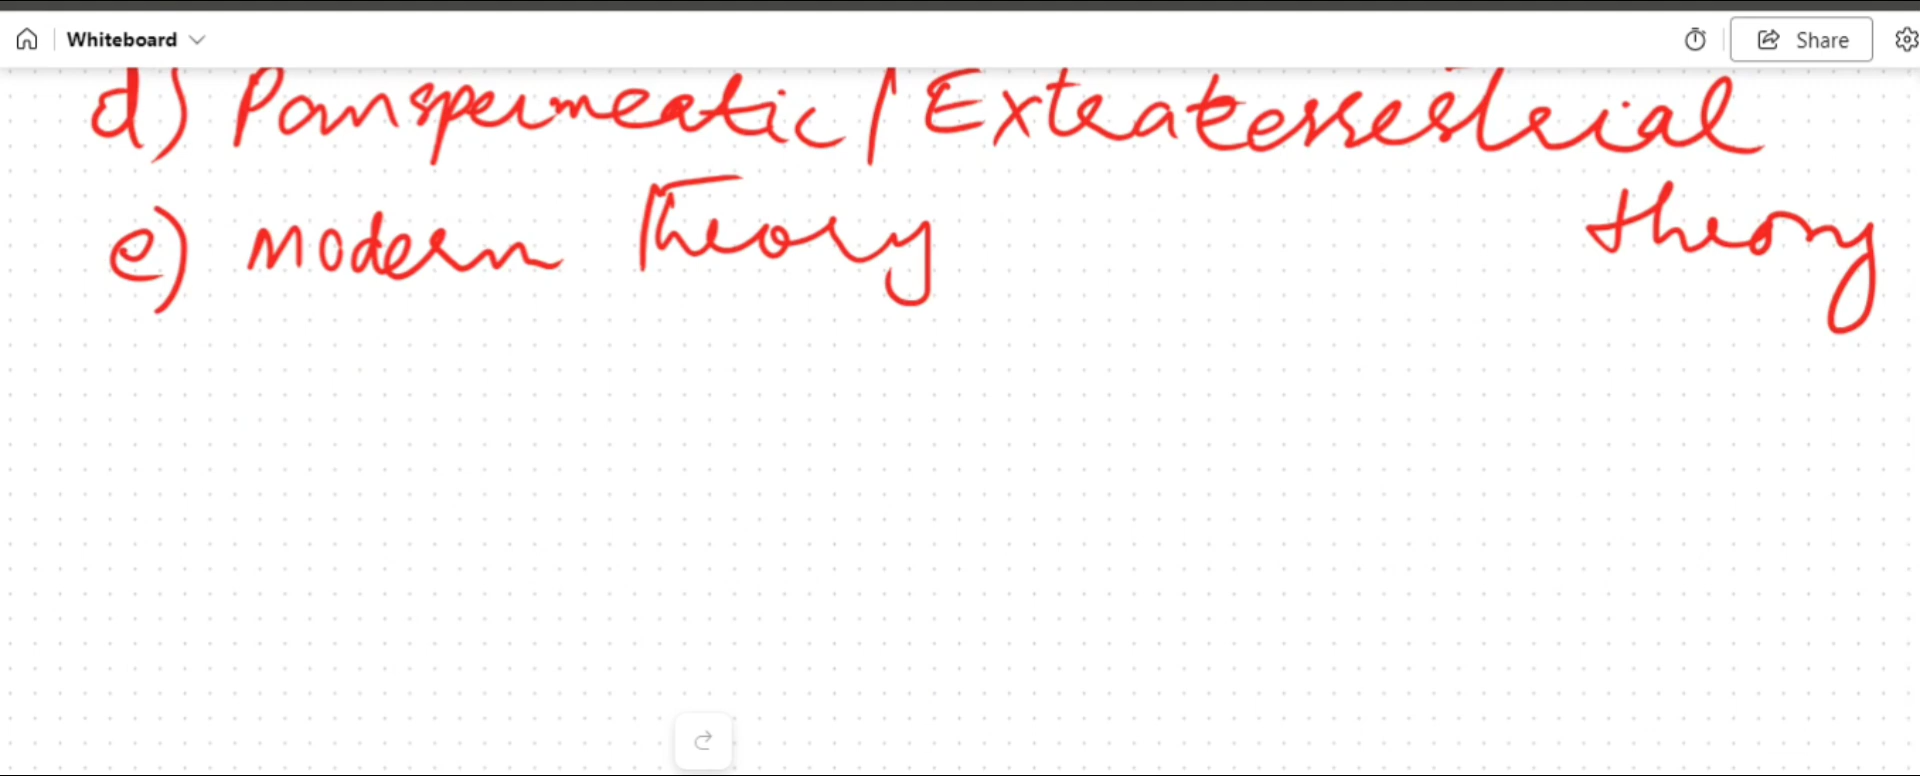 Whiteboard
Share
d) Panspermeatic / Extraterrestrial
theory
e) Modern Theory